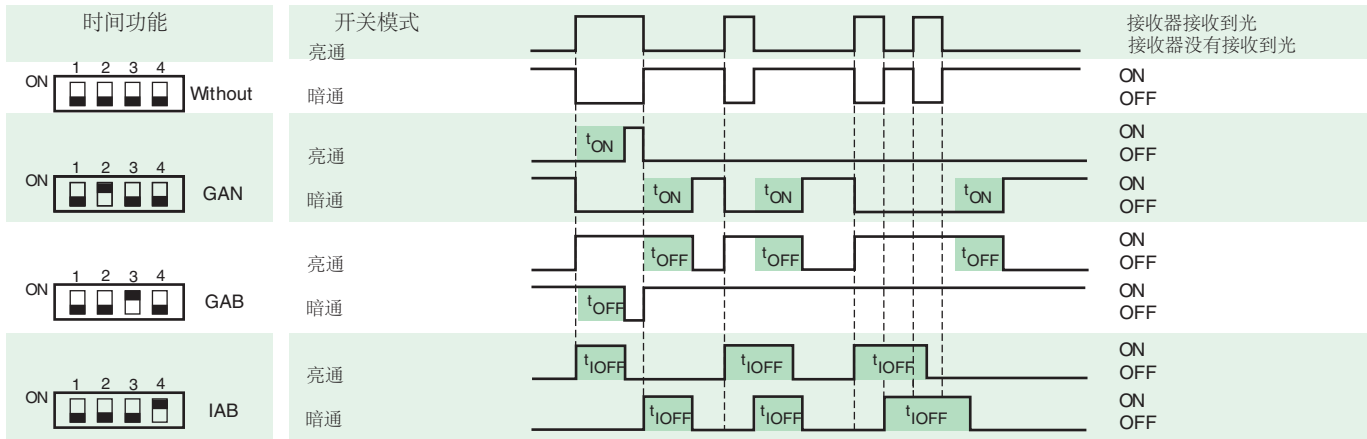 时间功能 开关模式 接收器接收到光
亮通 接收器没有接收到光
ON 1 2 3 4 Without 暗通 ON
OFF
亮通 tON ON
OFF
ON 1 2 3 4 GAN 暗通 tON tON tON ON
OFF
亮通 tOFF tOFF tOFF ON
OFF
ON 1 2 3 4 GAB 暗通 tOFF ON
OFF
亮通 tIOFF tIOFF tIOFF ON
OFF
ON 1 2 3 4 IAB 暗通 tIOFF tIOFF tIOFF ON
OFF